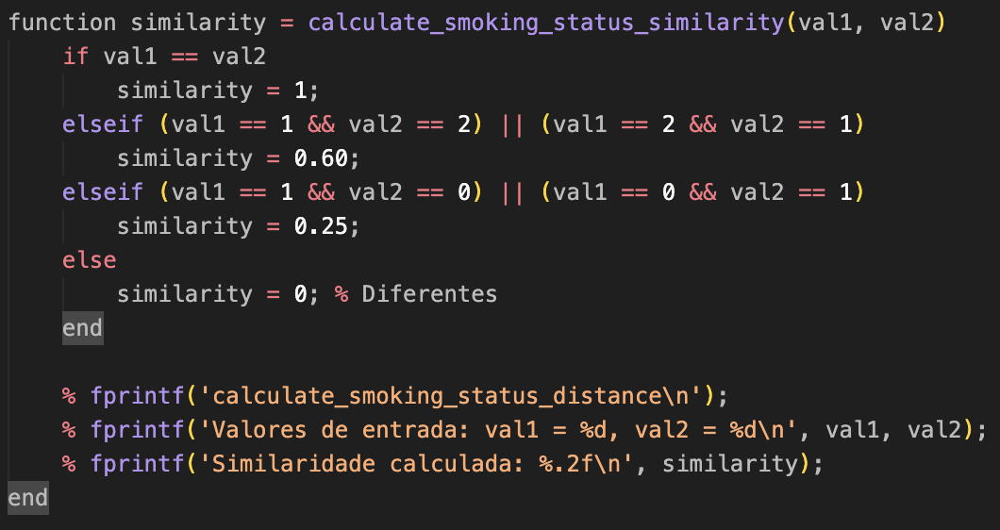 function similarity = calculate_smoking_status_similarity(val1, val2)
    if val1 == val2
        similarity = 1;
    elseif (val1 == 1 && val2 == 2) || (val1 == 2 && val2 == 1)
        similarity = 0.60;
    elseif (val1 == 1 && val2 == 0) || (val1 == 0 && val2 == 1)
        similarity = 0.25;
    else
        similarity = 0; % Diferentes
    end

    % fprintf('calculate_smoking_status_distance\n');
    % fprintf('Valores de entrada: val1 = %d, val2 = %d\n', val1, val2);
    % fprintf('Similaridade calculada: %.2f\n', similarity);
end